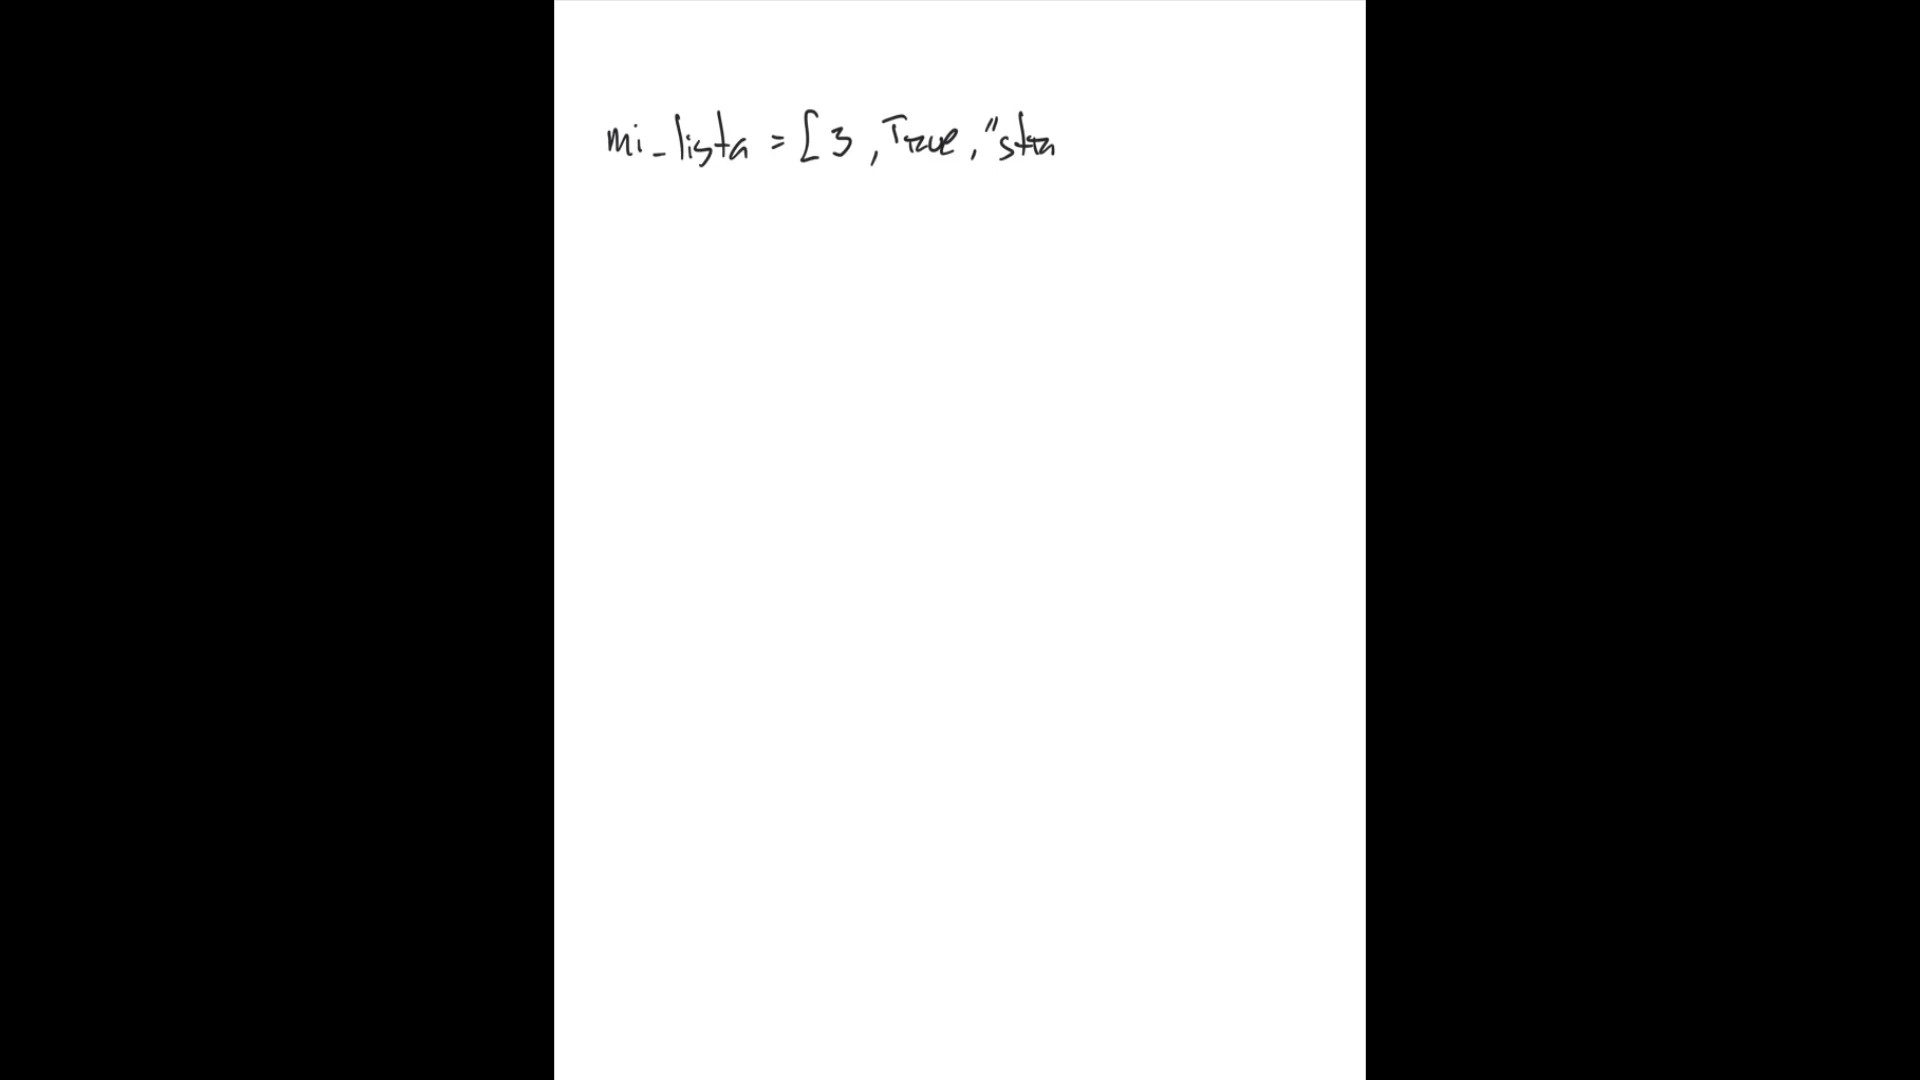 mi_lista = [3, True, "stra